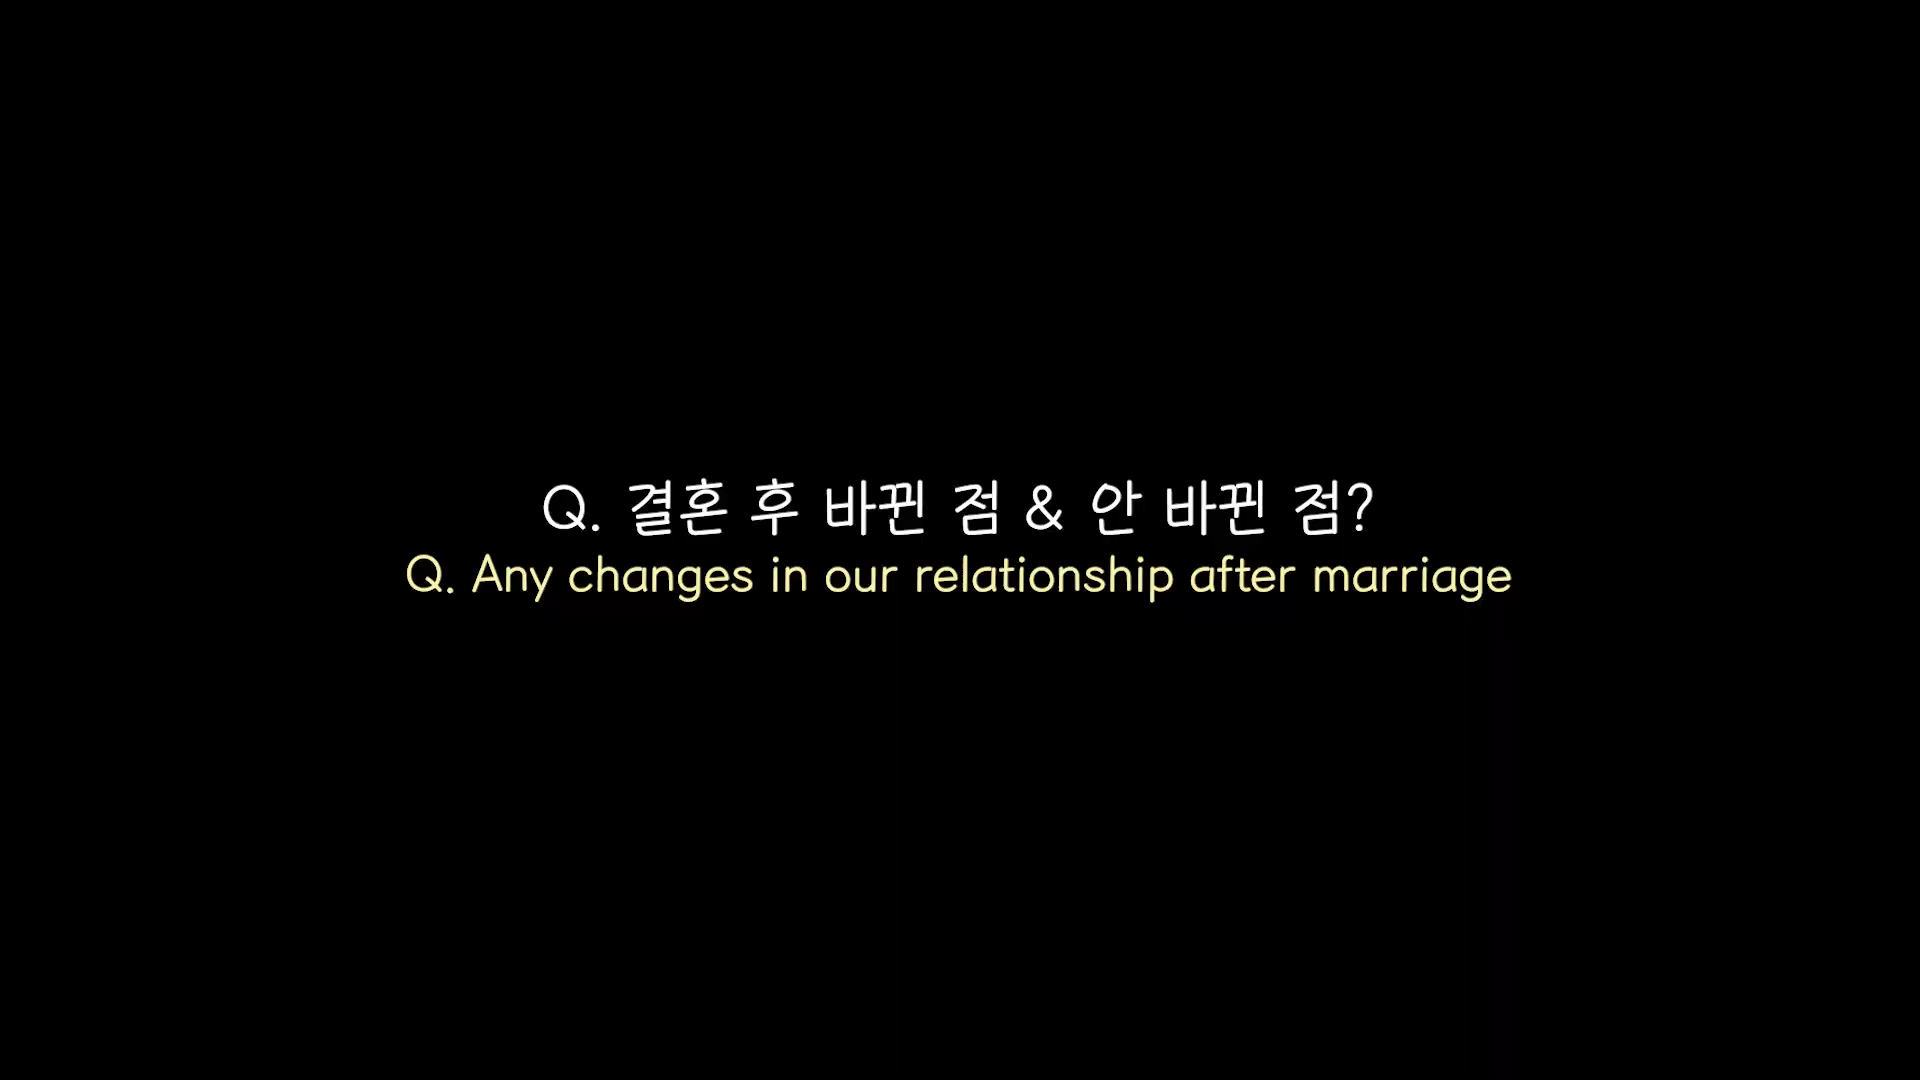 Q. 결혼 후 바뀐 점 & 안 바뀐 점?
Q. Any changes in our relationship after marriage